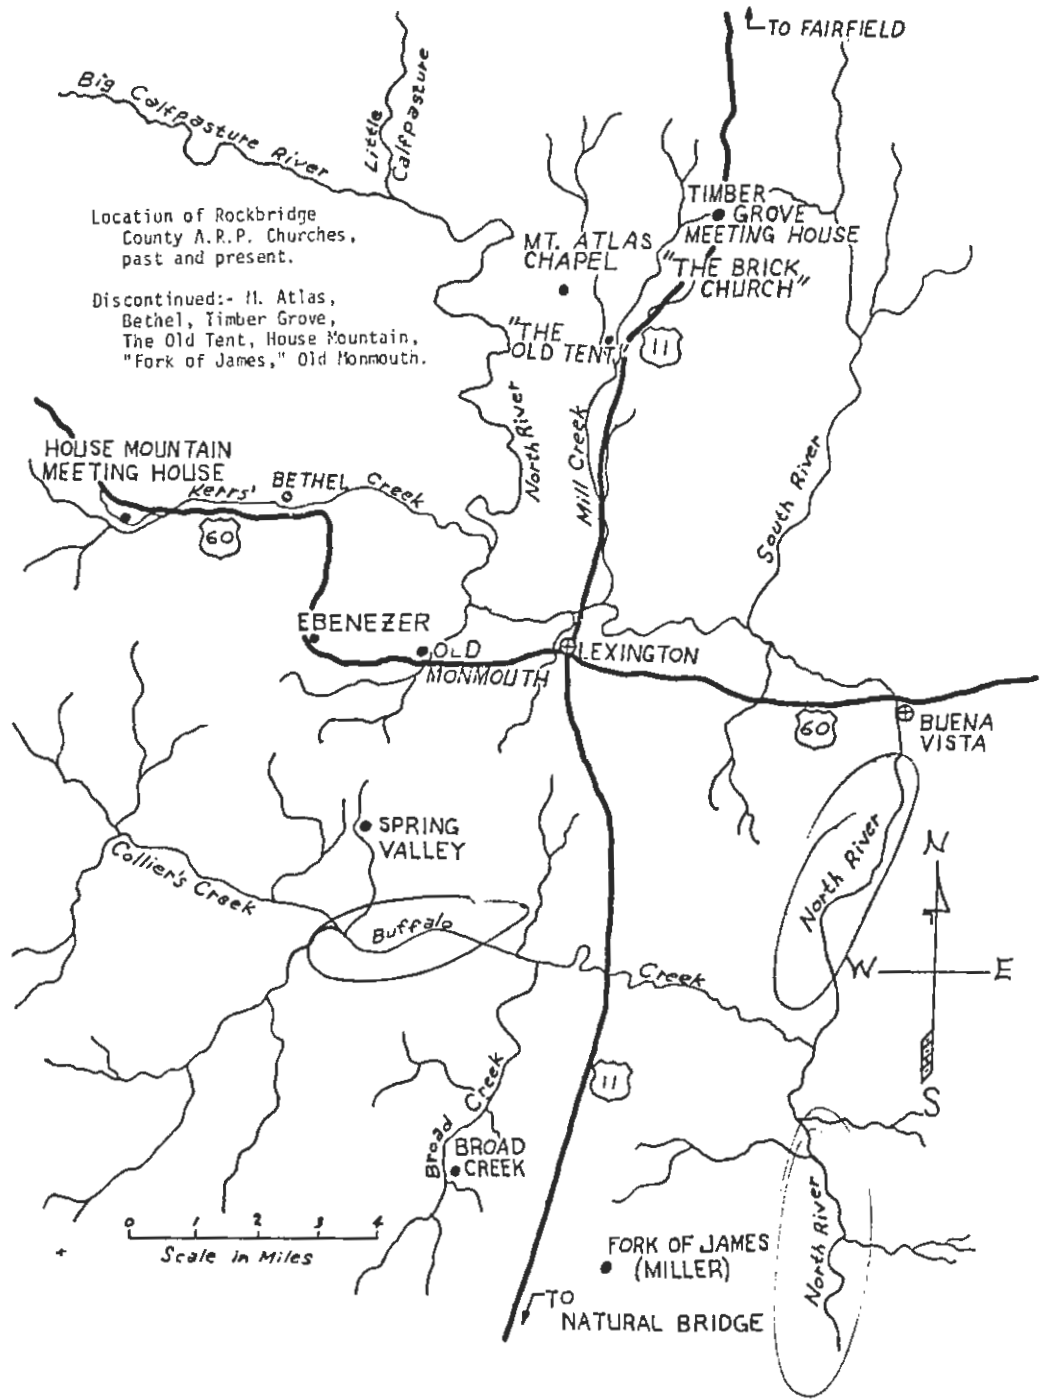 TO FAIRFIELD
Big Calfpasture River
Little
Calfpasture
Location of Rockbridge
County A.R.P. Churches,
past and present.
Discontinued:- M. Atlas,
Bethel, Timber Grove,
The Old Tent, House Mountain,
"Fork of James," Old Monmouth.
TIMBER
GROVE
MEETING HOUSE
MT. ATLAS
CHAPEL
"THE BRICK
CHURCH"
"THE
OLD TENT"
11
North River
Mill Creek
South River
HOUSE MOUNTAIN
MEETING HOUSE
Kerrs' Creek
BETHEL
60
EBENEZER
OLD
MONMOUTH
LEXINGTON
60
BUENA
VISTA
SPRING
VALLEY
Collier's Creek
Buffalo Creek
North River
N
W E
S
11
Broad Creek
BROAD
CREEK
0 1 2 3 4
Scale in Miles
FORK OF JAMES
(MILLER)
North River
TO
NATURAL BRIDGE